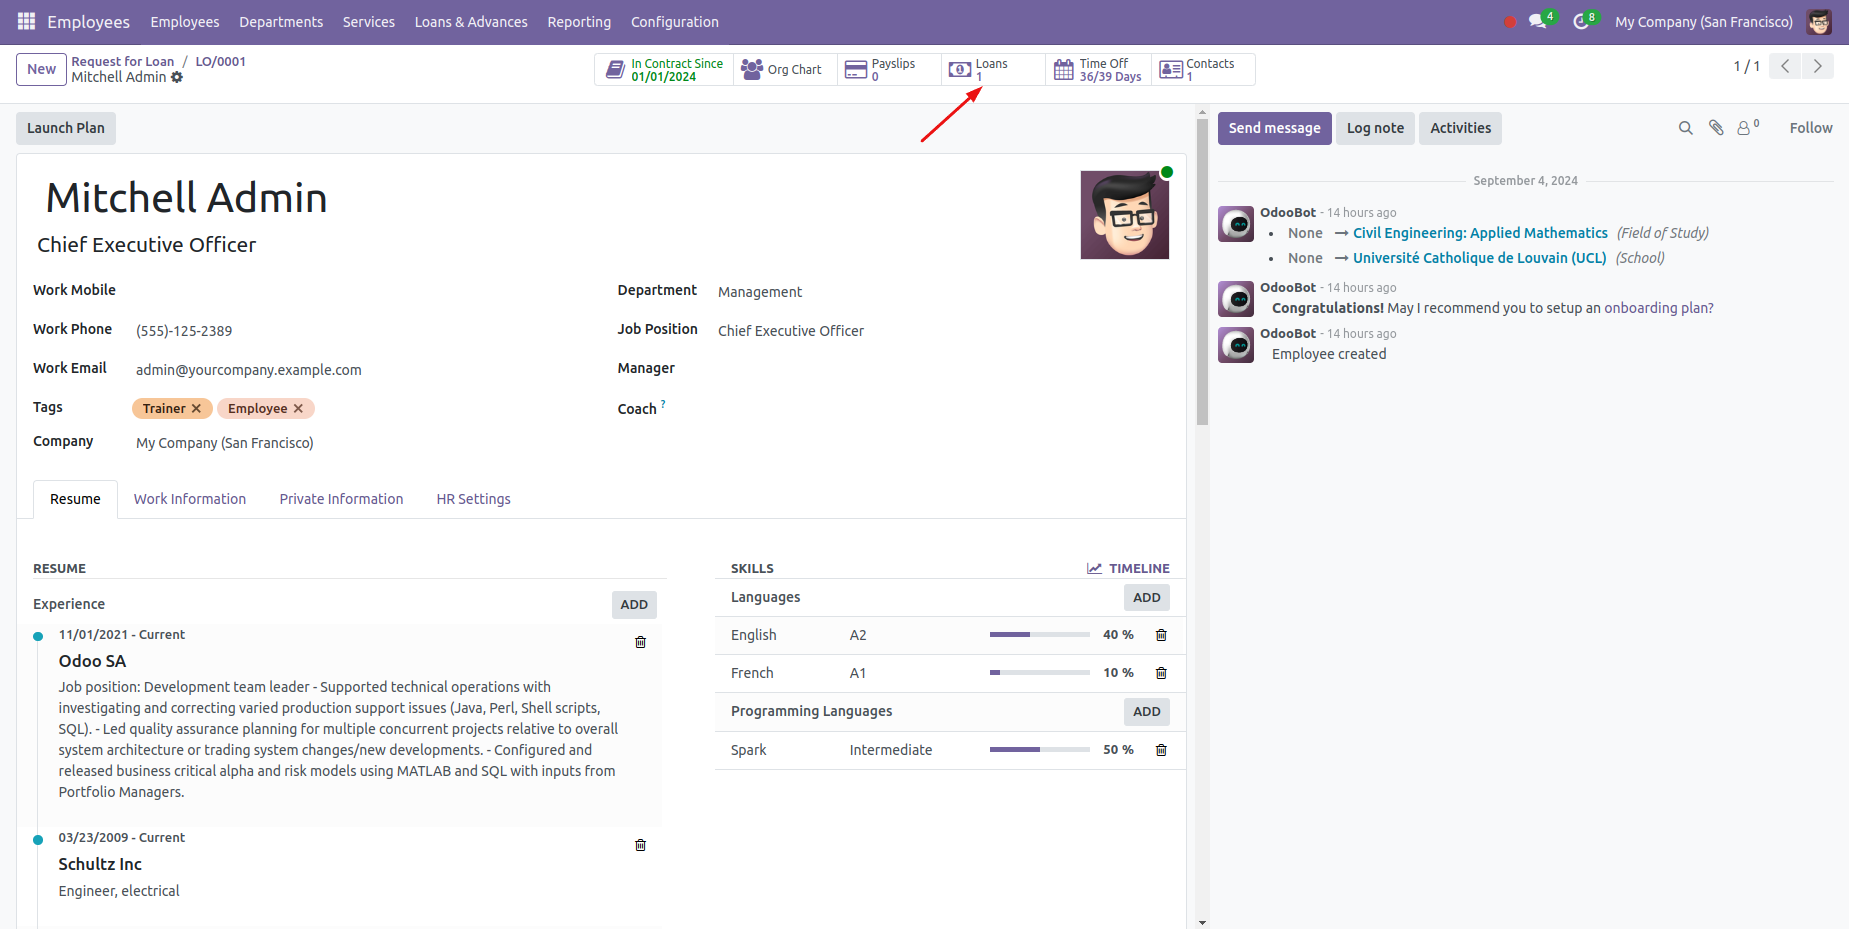 Employees Employees Departments Services Loans & Advances Reporting Configuration 4 8 My Company (San Francisco)
New Request for Loan / LO/0001
Mitchell Admin
In Contract Since
01/01/2024
Org Chart
Payslips
0
Loans
1
Time Off
36/39 Days
Contacts
1
1 / 1
Launch Plan
Mitchell Admin
Chief Executive Officer
Work Mobile
Work Phone (555)-125-2389
Work Email admin@yourcompany.example.com
Tags Trainer × Employee ×
Company My Company (San Francisco)
Department Management
Job Position Chief Executive Officer
Manager
Coach ?
Resume Work Information Private Information HR Settings
RESUME
Experience ADD
11/01/2021 - Current
Odoo SA
Job position: Development team leader - Supported technical operations with
investigating and correcting varied production support issues (Java, Perl, Shell scripts,
SQL). - Led quality assurance planning for multiple concurrent projects relative to overall
system architecture or trading system changes/new developments. - Configured and
released business critical alpha and risk models using MATLAB and SQL with inputs from
Portfolio Managers.
03/23/2009 - Current
Schultz Inc
Engineer, electrical
SKILLS TIMELINE
Languages ADD
English A2 40 %
French A1 10 %
Programming Languages ADD
Spark Intermediate 50 %
Send message Log note Activities 0 Follow
September 4, 2024
OdooBot - 14 hours ago
• None → Civil Engineering: Applied Mathematics (Field of Study)
• None → Université Catholique de Louvain (UCL) (School)
OdooBot - 14 hours ago
Congratulations! May I recommend you to setup an onboarding plan?
OdooBot - 14 hours ago
Employee created